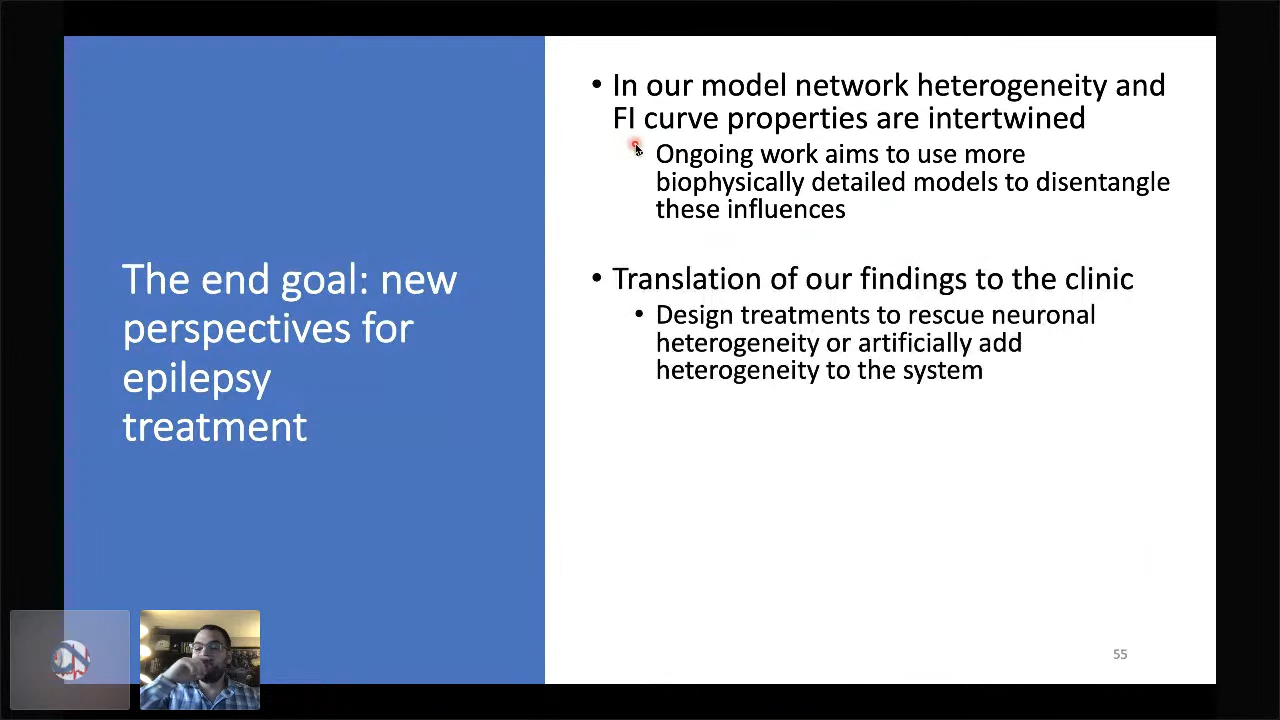 The end goal: new
perspectives for
epilepsy
treatment
• In our model network heterogeneity and
FI curve properties are intertwined
Ongoing work aims to use more
biophysically detailed models to disentangle
these influences
• Translation of our findings to the clinic
• Design treatments to rescue neuronal
heterogeneity or artificially add
heterogeneity to the system
55